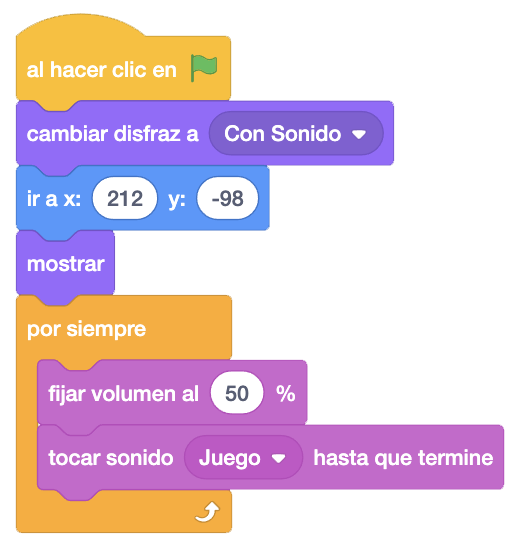 al hacer clic en
cambiar disfraz a Con Sonido
ir a x: 212 y: -98
mostrar
por siempre
fijar volumen al 50 %
tocar sonido Juego hasta que termine